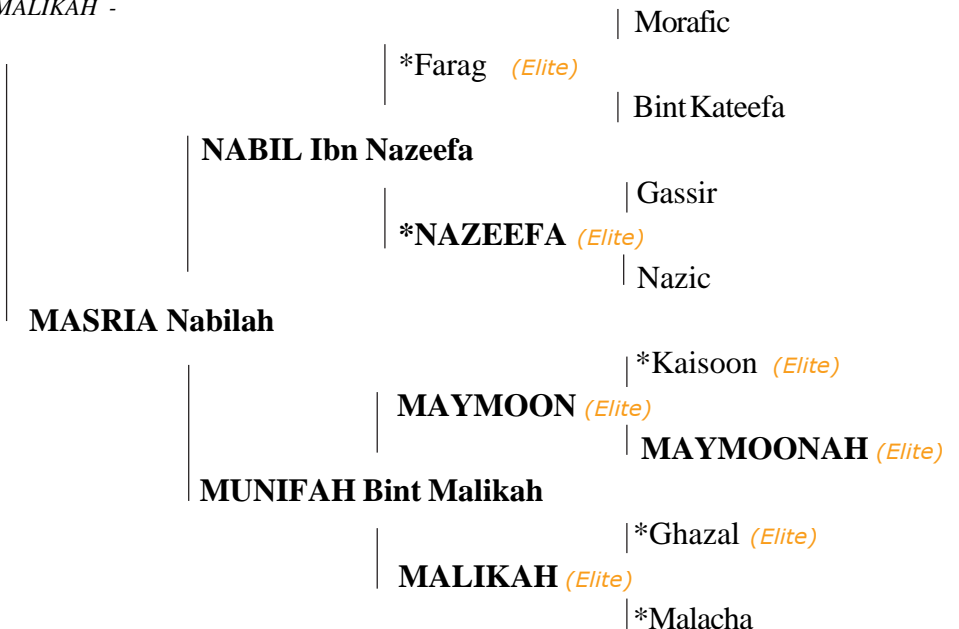 MALIKAH -
Morafic
*Farag (Elite)
Bint Kateefa
NABIL Ibn Nazeefa
Gassir
*NAZEEFA (Elite)
Nazic
MASRIA Nabilah
*Kaisoon (Elite)
MAYMOON (Elite)
MAYMOONAH (Elite)
MUNIFAH Bint Malikah
*Ghazal (Elite)
MALIKAH (Elite)
*Malacha